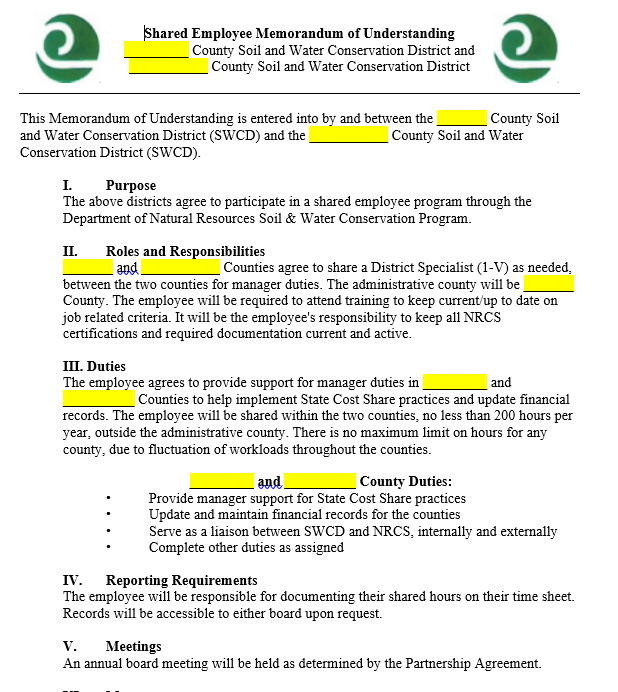 Shared Employee Memorandum of Understanding
County Soil and Water Conservation District and
County Soil and Water Conservation District
This Memorandum of Understanding is entered into by and between the County Soil
and Water Conservation District (SWCD) and the County Soil and Water
Conservation District (SWCD).
I. Purpose
The above districts agree to participate in a shared employee program through the
Department of Natural Resources Soil & Water Conservation Program.
II. Roles and Responsibilities
and Counties agree to share a District Specialist (1-V) as needed,
between the two counties for manager duties. The administrative county will be
County. The employee will be required to attend training to keep current/up to date on
job related criteria. It will be the employee's responsibility to keep all NRCS
certifications and required documentation current and active.
III. Duties
The employee agrees to provide support for manager duties in and
Counties to help implement State Cost Share practices and update financial
records. The employee will be shared within the two counties, no less than 200 hours per
year, outside the administrative county. There is no maximum limit on hours for any
county, due to fluctuation of workloads throughout the counties.
and County Duties:
• Provide manager support for State Cost Share practices
• Update and maintain financial records for the counties
• Serve as a liaison between SWCD and NRCS, internally and externally
• Complete other duties as assigned
IV. Reporting Requirements
The employee will be responsible for documenting their shared hours on their time sheet.
Records will be accessible to either board upon request.
V. Meetings
An annual board meeting will be held as determined by the Partnership Agreement.